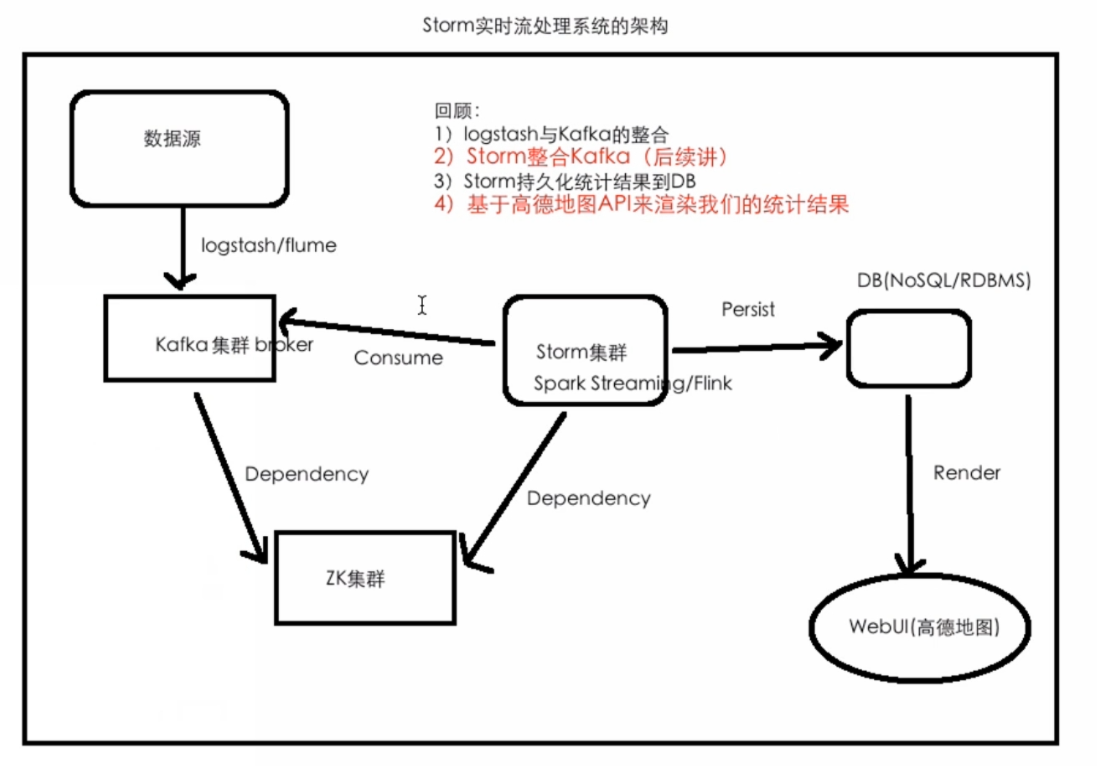 Storm实时流处理系统的架构
数据源
回顾：
1）logstash与Kafka的整合
2）Storm整合Kafka（后续讲）
3）Storm持久化统计结果到DB
4）基于高德地图API来渲染我们的统计结果
logstash/flume
DB(NoSQL/RDBMS)
Kafka 集群 broker
Consume
Storm集群
Spark Streaming/Flink
Persist
Dependency
Dependency
Render
ZK集群
WebUI(高德地图)